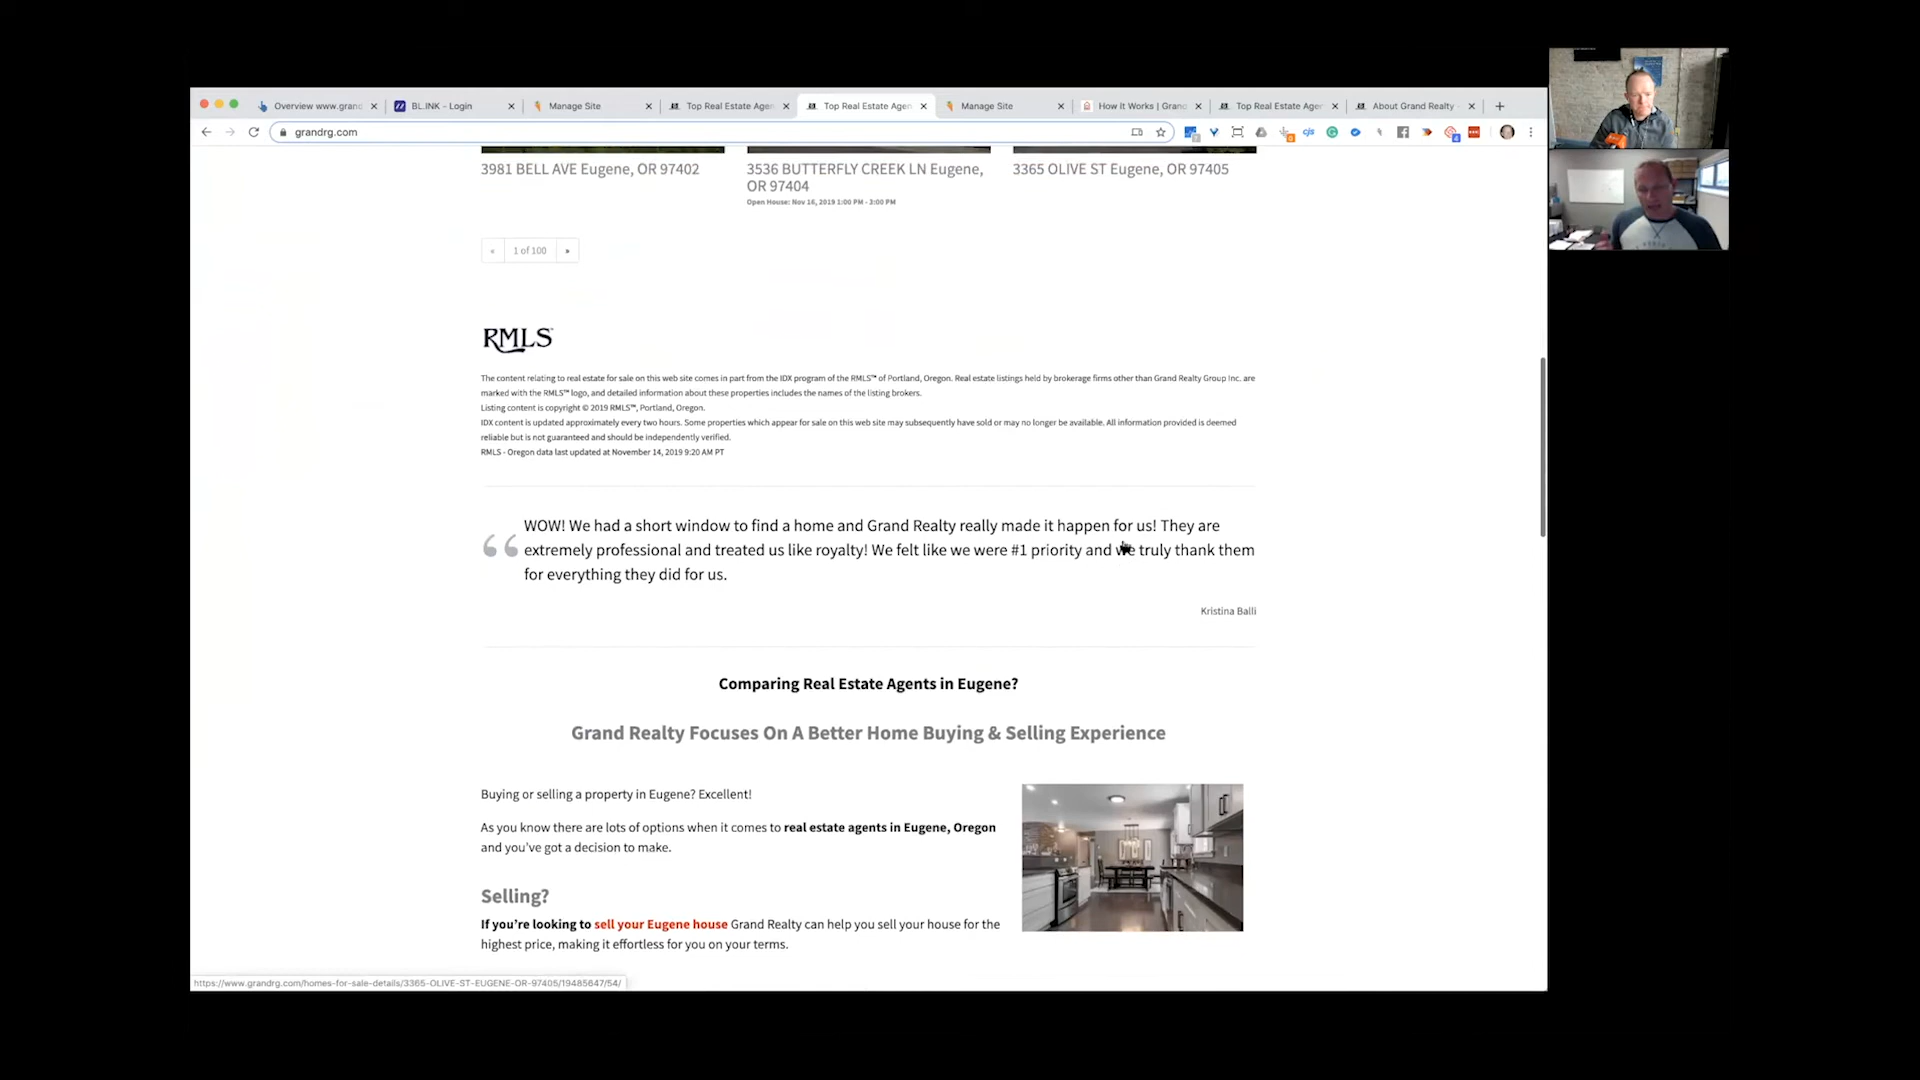 Overview www.grand
BL.INK - Login
Manage Site
Top Real Estate Agen
Top Real Estate Agen
Manage Site
How It Works | Grand
Top Real Estate Agen
About Grand Realty
grandrg.com
3981 BELL AVE Eugene, OR 97402
3536 BUTTERFLY CREEK LN Eugene,
OR 97404
Open House: Nov 16, 2019 1:00 PM - 3:00 PM
3365 OLIVE ST Eugene, OR 97405
« 1 of 100
RMLS
The content relating to real estate for sale on this web site comes in part from the IDX program of the RMLS™ of Portland, Oregon. Real estate listings held by brokerage firms other than Grand Realty Group Inc. are
marked with the RMLS™ logo, and detailed information about these properties includes the names of the listing brokers.
Listing content is copyright © 2019 RMLS™, Portland, Oregon.
IDX content is updated approximately every two hours. Some properties which appear for sale on this web site may subsequently have sold or may no longer be available. All information provided is deemed
reliable but is not guaranteed and should be independently verified.
RMLS - Oregon data last updated at November 14, 2019 9:20 AM PT
WOW! We had a short window to find a home and Grand Realty really made it happen for us! They are
extremely professional and treated us like royalty! We felt like we were #1 priority and we truly thank them
for everything they did for us.
Kristina Balli
Comparing Real Estate Agents in Eugene?
Grand Realty Focuses On A Better Home Buying & Selling Experience
Buying or selling a property in Eugene? Excellent!
As you know there are lots of options when it comes to real estate agents in Eugene, Oregon
and you've got a decision to make.
Selling?
If you're looking to sell your Eugene house Grand Realty can help you sell your house for the
highest price, making it effortless for you on your terms.
https://www.grandrg.com/homes-for-sale-details/3365-OLIVE-ST-EUGENE-OR-97405/19485647/54/